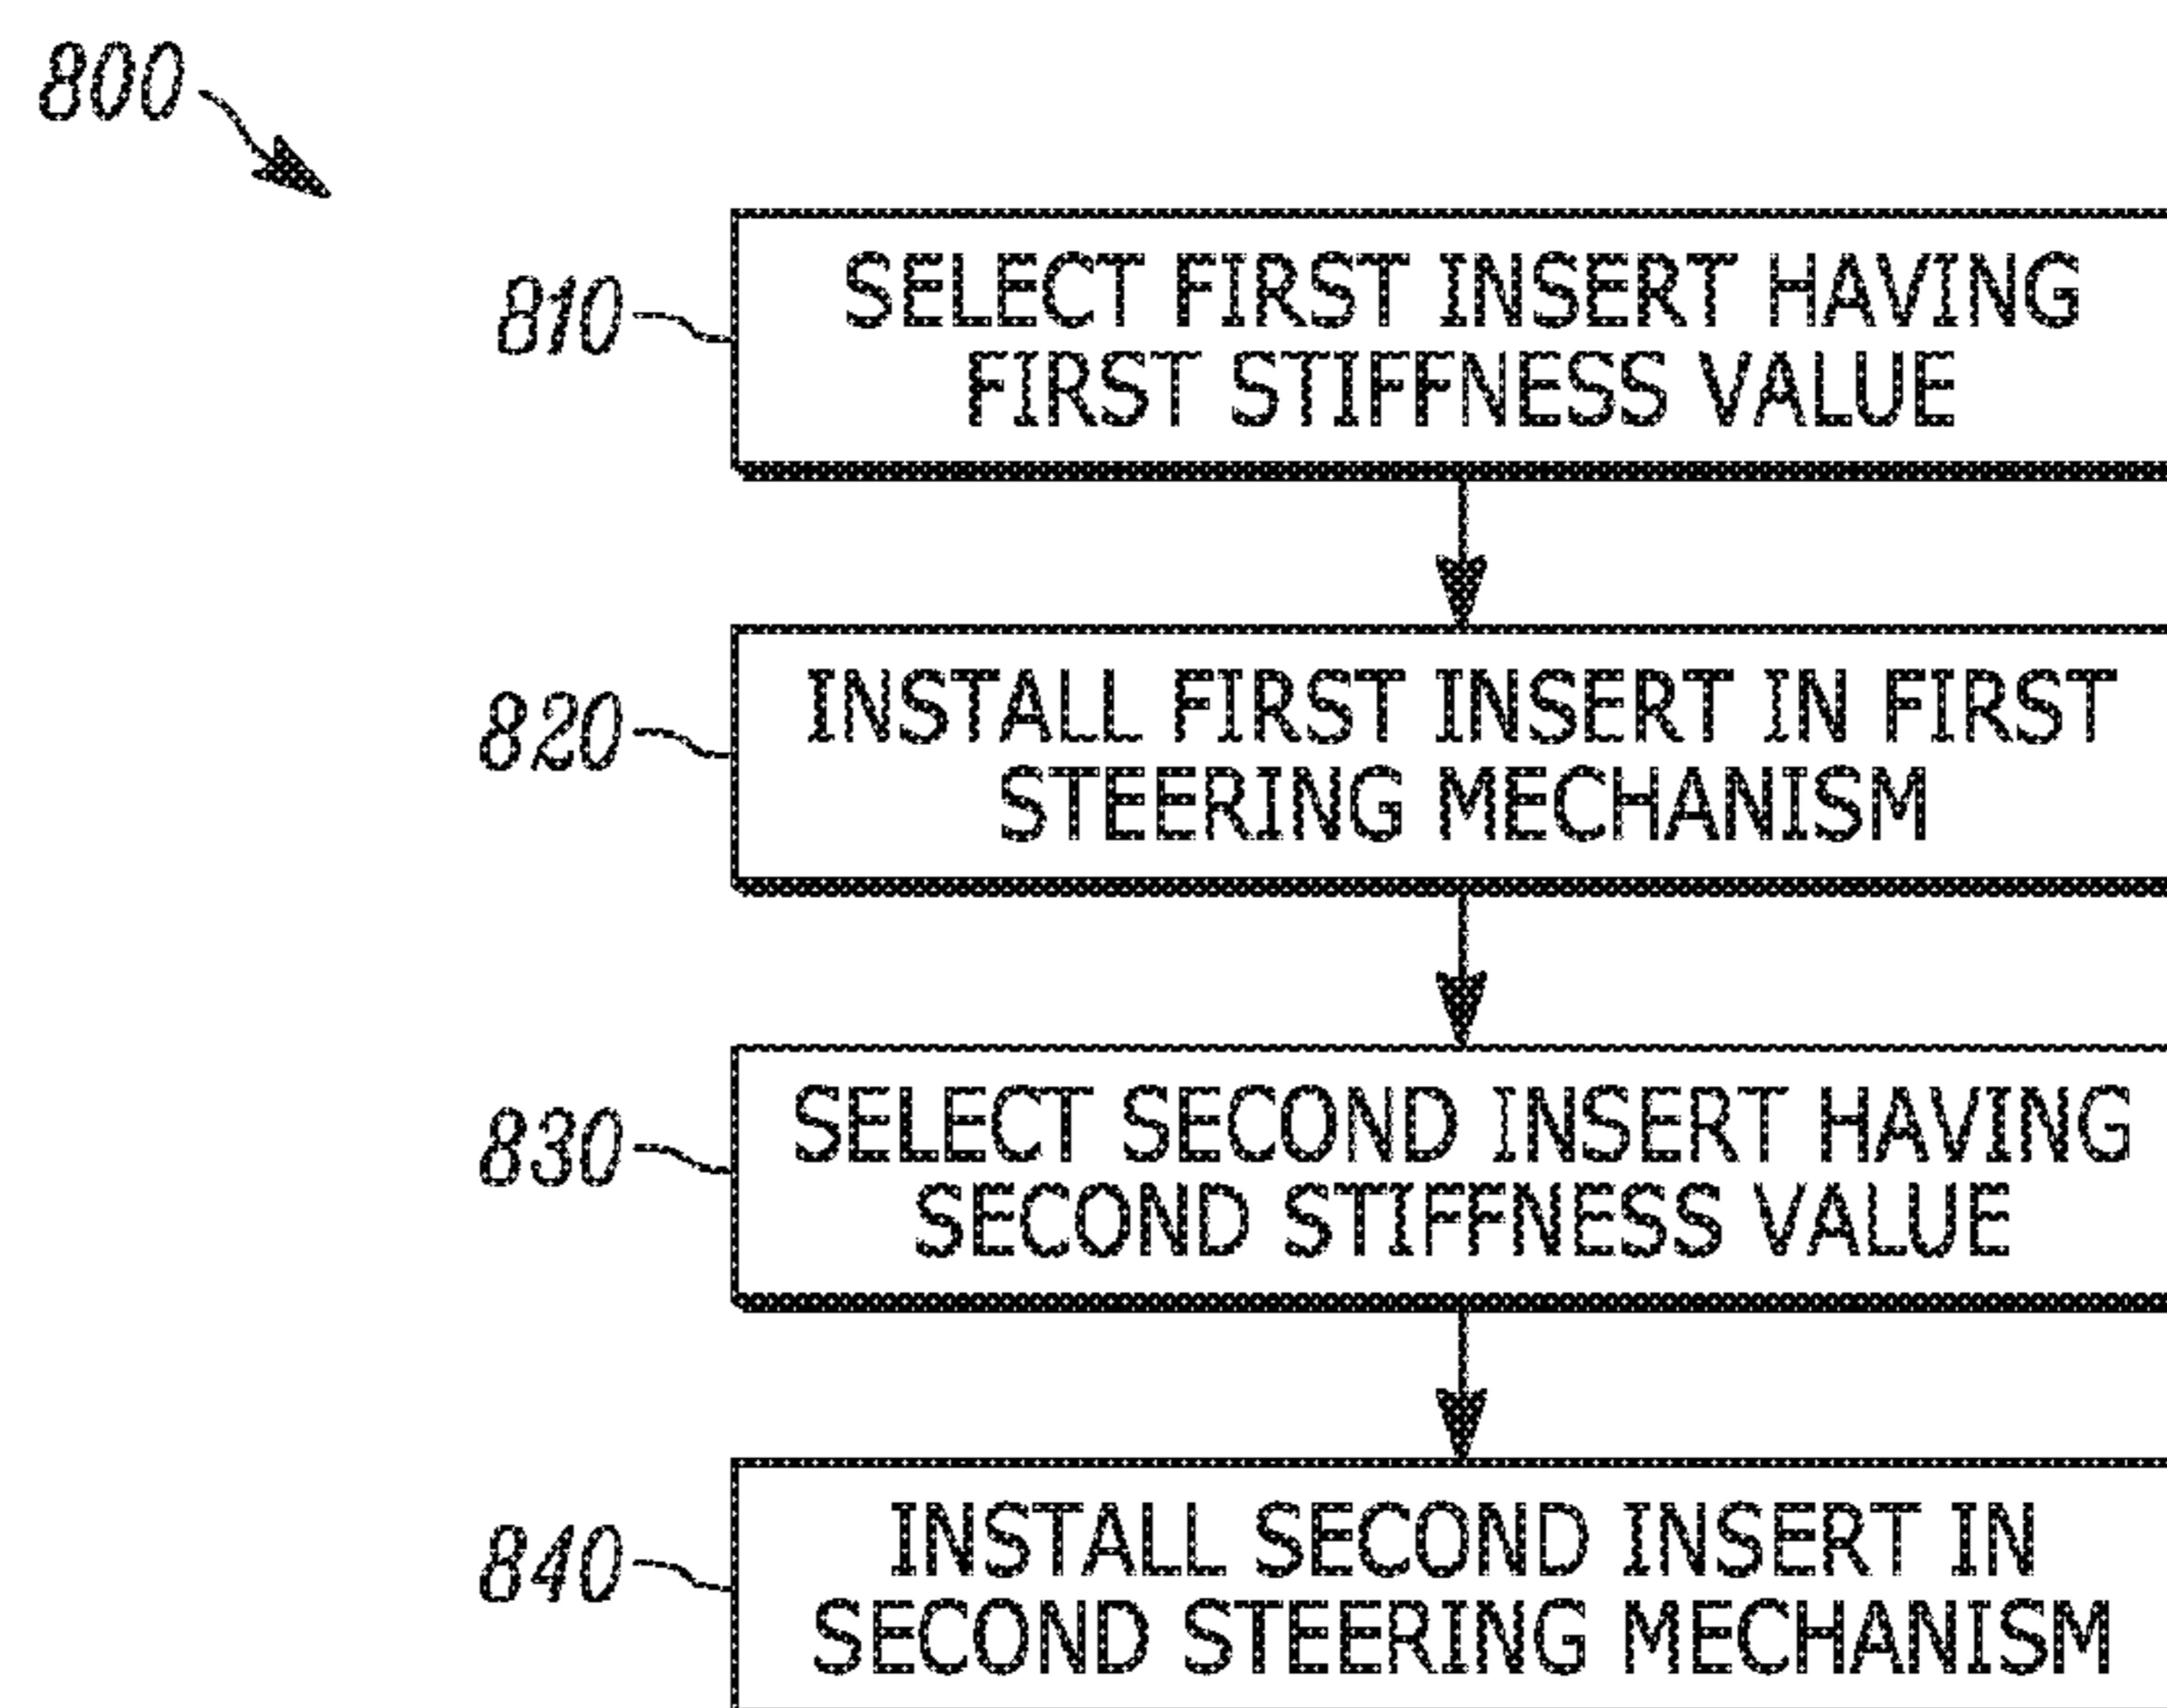 800
810
SELECT FIRST INSERT HAVING
FIRST STIFFNESS VALUE
820
INSTALL FIRST INSERT IN FIRST
STEERING MECHANISM
830
SELECT SECOND INSERT HAVING
SECOND STIFFNESS VALUE
840
INSTALL SECOND INSERT IN
SECOND STEERING MECHANISM